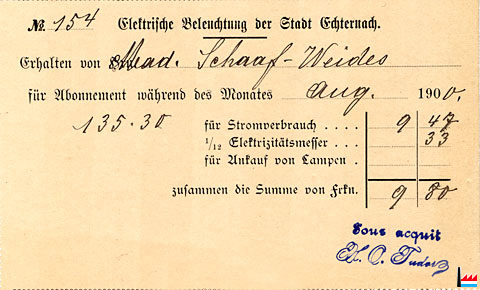 No. 154 Elektrische Beleuchtung der Stadt Echternach.
Erhalten von Mad. Schaaf-Weides
für Abonnement während des Monates Aug. 1900.
135.30 für Stromverbrauch .... 9 47
1/12 Elektrizitätsmesser .. 33
für Ankauf von Lampen .
zusammen die Summe von Frkn. 9 80
Pour acquit
H. O. Tudor